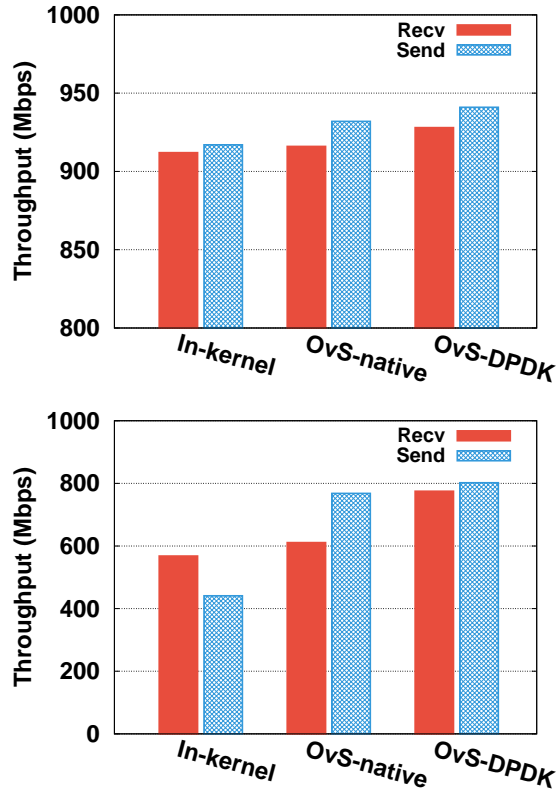 1000
950
900
850
800
Throughput (Mbps)
Recv
Send
In-kernel
OvS-native
OvS-DPDK
1000
800
600
400
200
0
Throughput (Mbps)
Recv
Send
In-kernel
OvS-native
OvS-DPDK